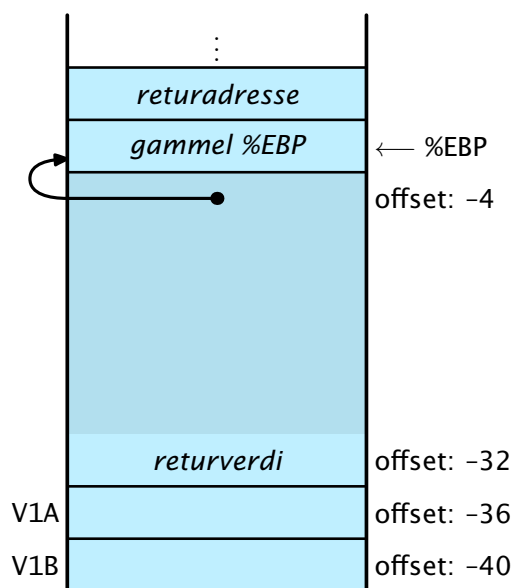 ⋮
returadresse
gammel %EBP ⟵ %EBP
offset: -4
returverdi offset: -32
V1A offset: -36
V1B offset: -40